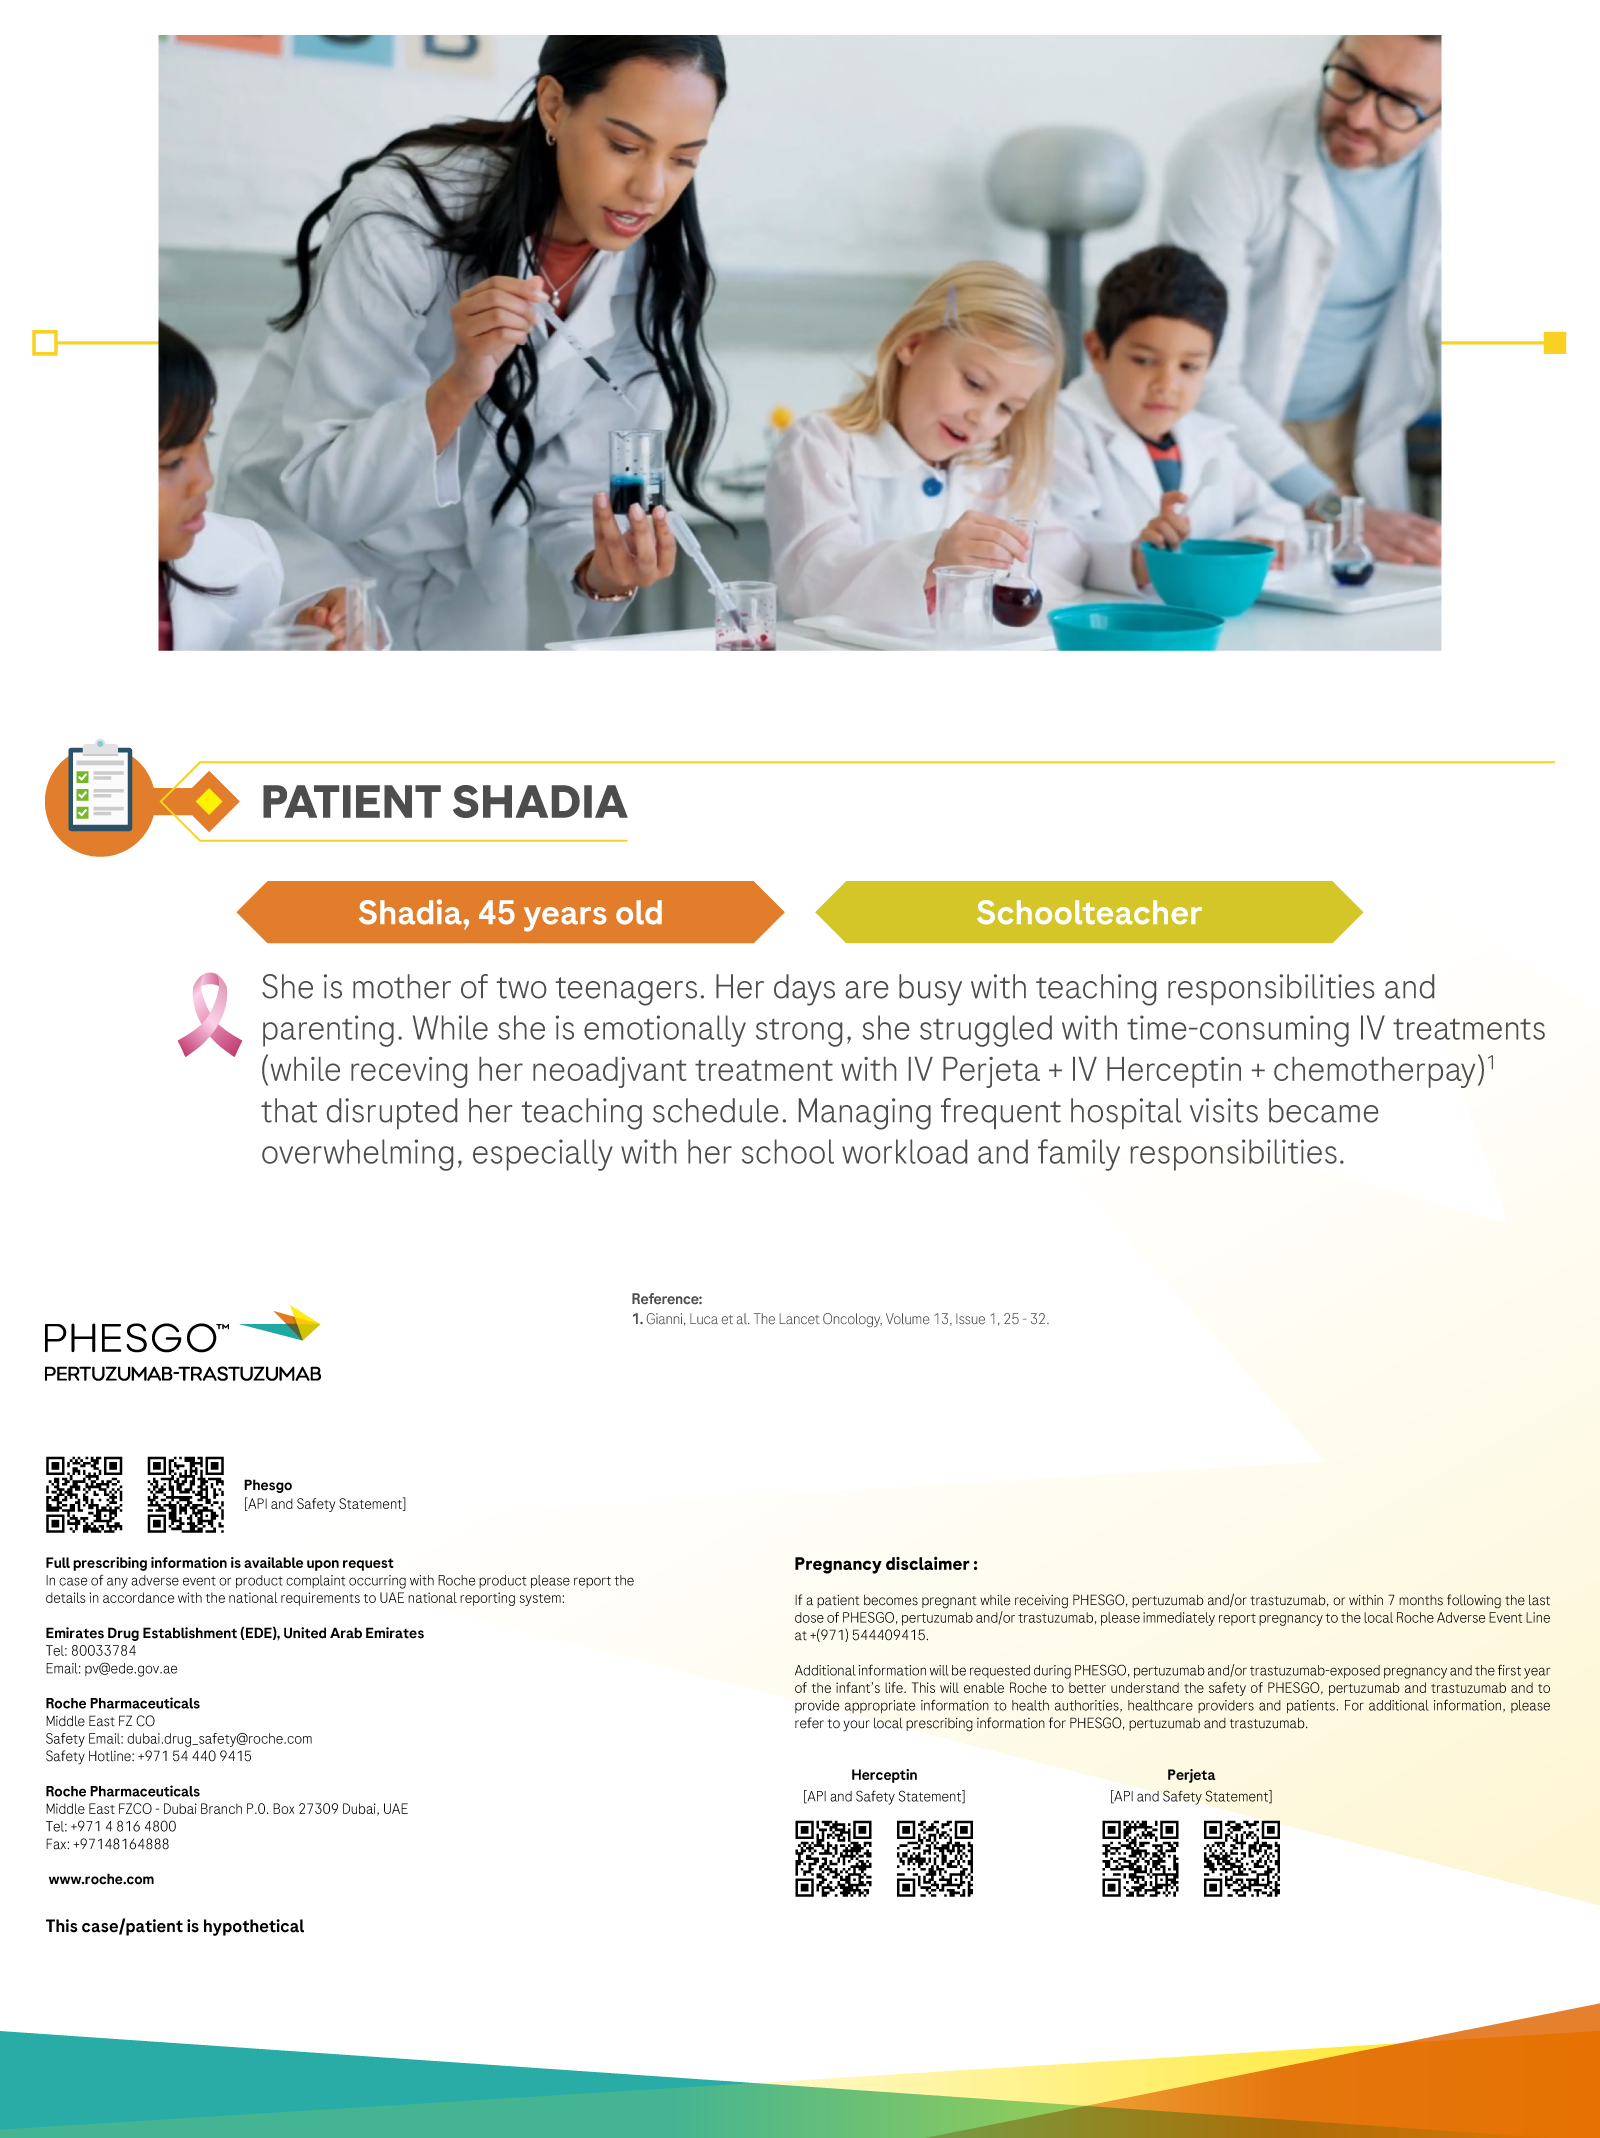 PATIENT SHADIA
Shadia, 45 years old
Schoolteacher
She is mother of two teenagers. Her days are busy with teaching responsibilities and
parenting. While she is emotionally strong, she struggled with time-consuming IV treatments
(while receving her neoadjvant treatment with IV Perjeta + IV Herceptin + chemotherpay)¹
that disrupted her teaching schedule. Managing frequent hospital visits became
overwhelming, especially with her school workload and family responsibilities.
Reference:
1. Gianni, Luca et al. The Lancet Oncology, Volume 13, Issue 1, 25 - 32.
PHESGO™
PERTUZUMAB-TRASTUZUMAB
Phesgo
[API and Safety Statement]
Full prescribing information is available upon request
In case of any adverse event or product complaint occurring with Roche product please report the
details in accordance with the national requirements to UAE national reporting system:
Emirates Drug Establishment (EDE), United Arab Emirates
Tel: 80033784
Email: pv@ede.gov.ae
Roche Pharmaceuticals
Middle East FZ CO
Safety Email: dubai.drug_safety@roche.com
Safety Hotline: +971 54 440 9415
Roche Pharmaceuticals
Middle East FZCO - Dubai Branch P.O. Box 27309 Dubai, UAE
Tel: +971 4 816 4800
Fax: +97148164888
www.roche.com
This case/patient is hypothetical
Pregnancy disclaimer :
If a patient becomes pregnant while receiving PHESGO, pertuzumab and/or trastuzumab, or within 7 months following the last
dose of PHESGO, pertuzumab and/or trastuzumab, please immediately report pregnancy to the local Roche Adverse Event Line
at +(971) 544409415.
Additional information will be requested during PHESGO, pertuzumab and/or trastuzumab-exposed pregnancy and the first year
of the infant's life. This will enable Roche to better understand the safety of PHESGO, pertuzumab and trastuzumab and to
provide appropriate information to health authorities, healthcare providers and patients. For additional information, please
refer to your local prescribing information for PHESGO, pertuzumab and trastuzumab.
Herceptin
[API and Safety Statement]
Perjeta
[API and Safety Statement]